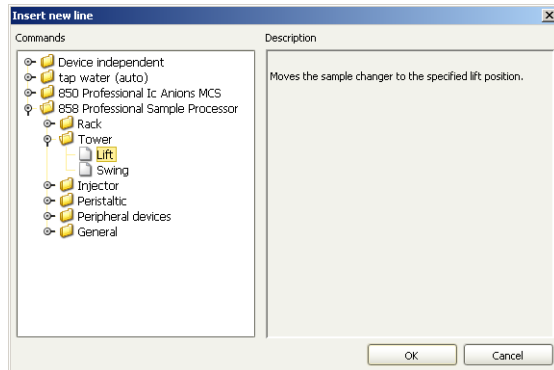 Insert new line
Commands
Description
Device independent
tap water (auto)
850 Professional Ic Anions MCS
858 Professional Sample Processor
Rack
Tower
Lift
Swing
Injector
Peristaltic
Peripheral devices
General
Moves the sample changer to the specified lift position.
OK
Cancel